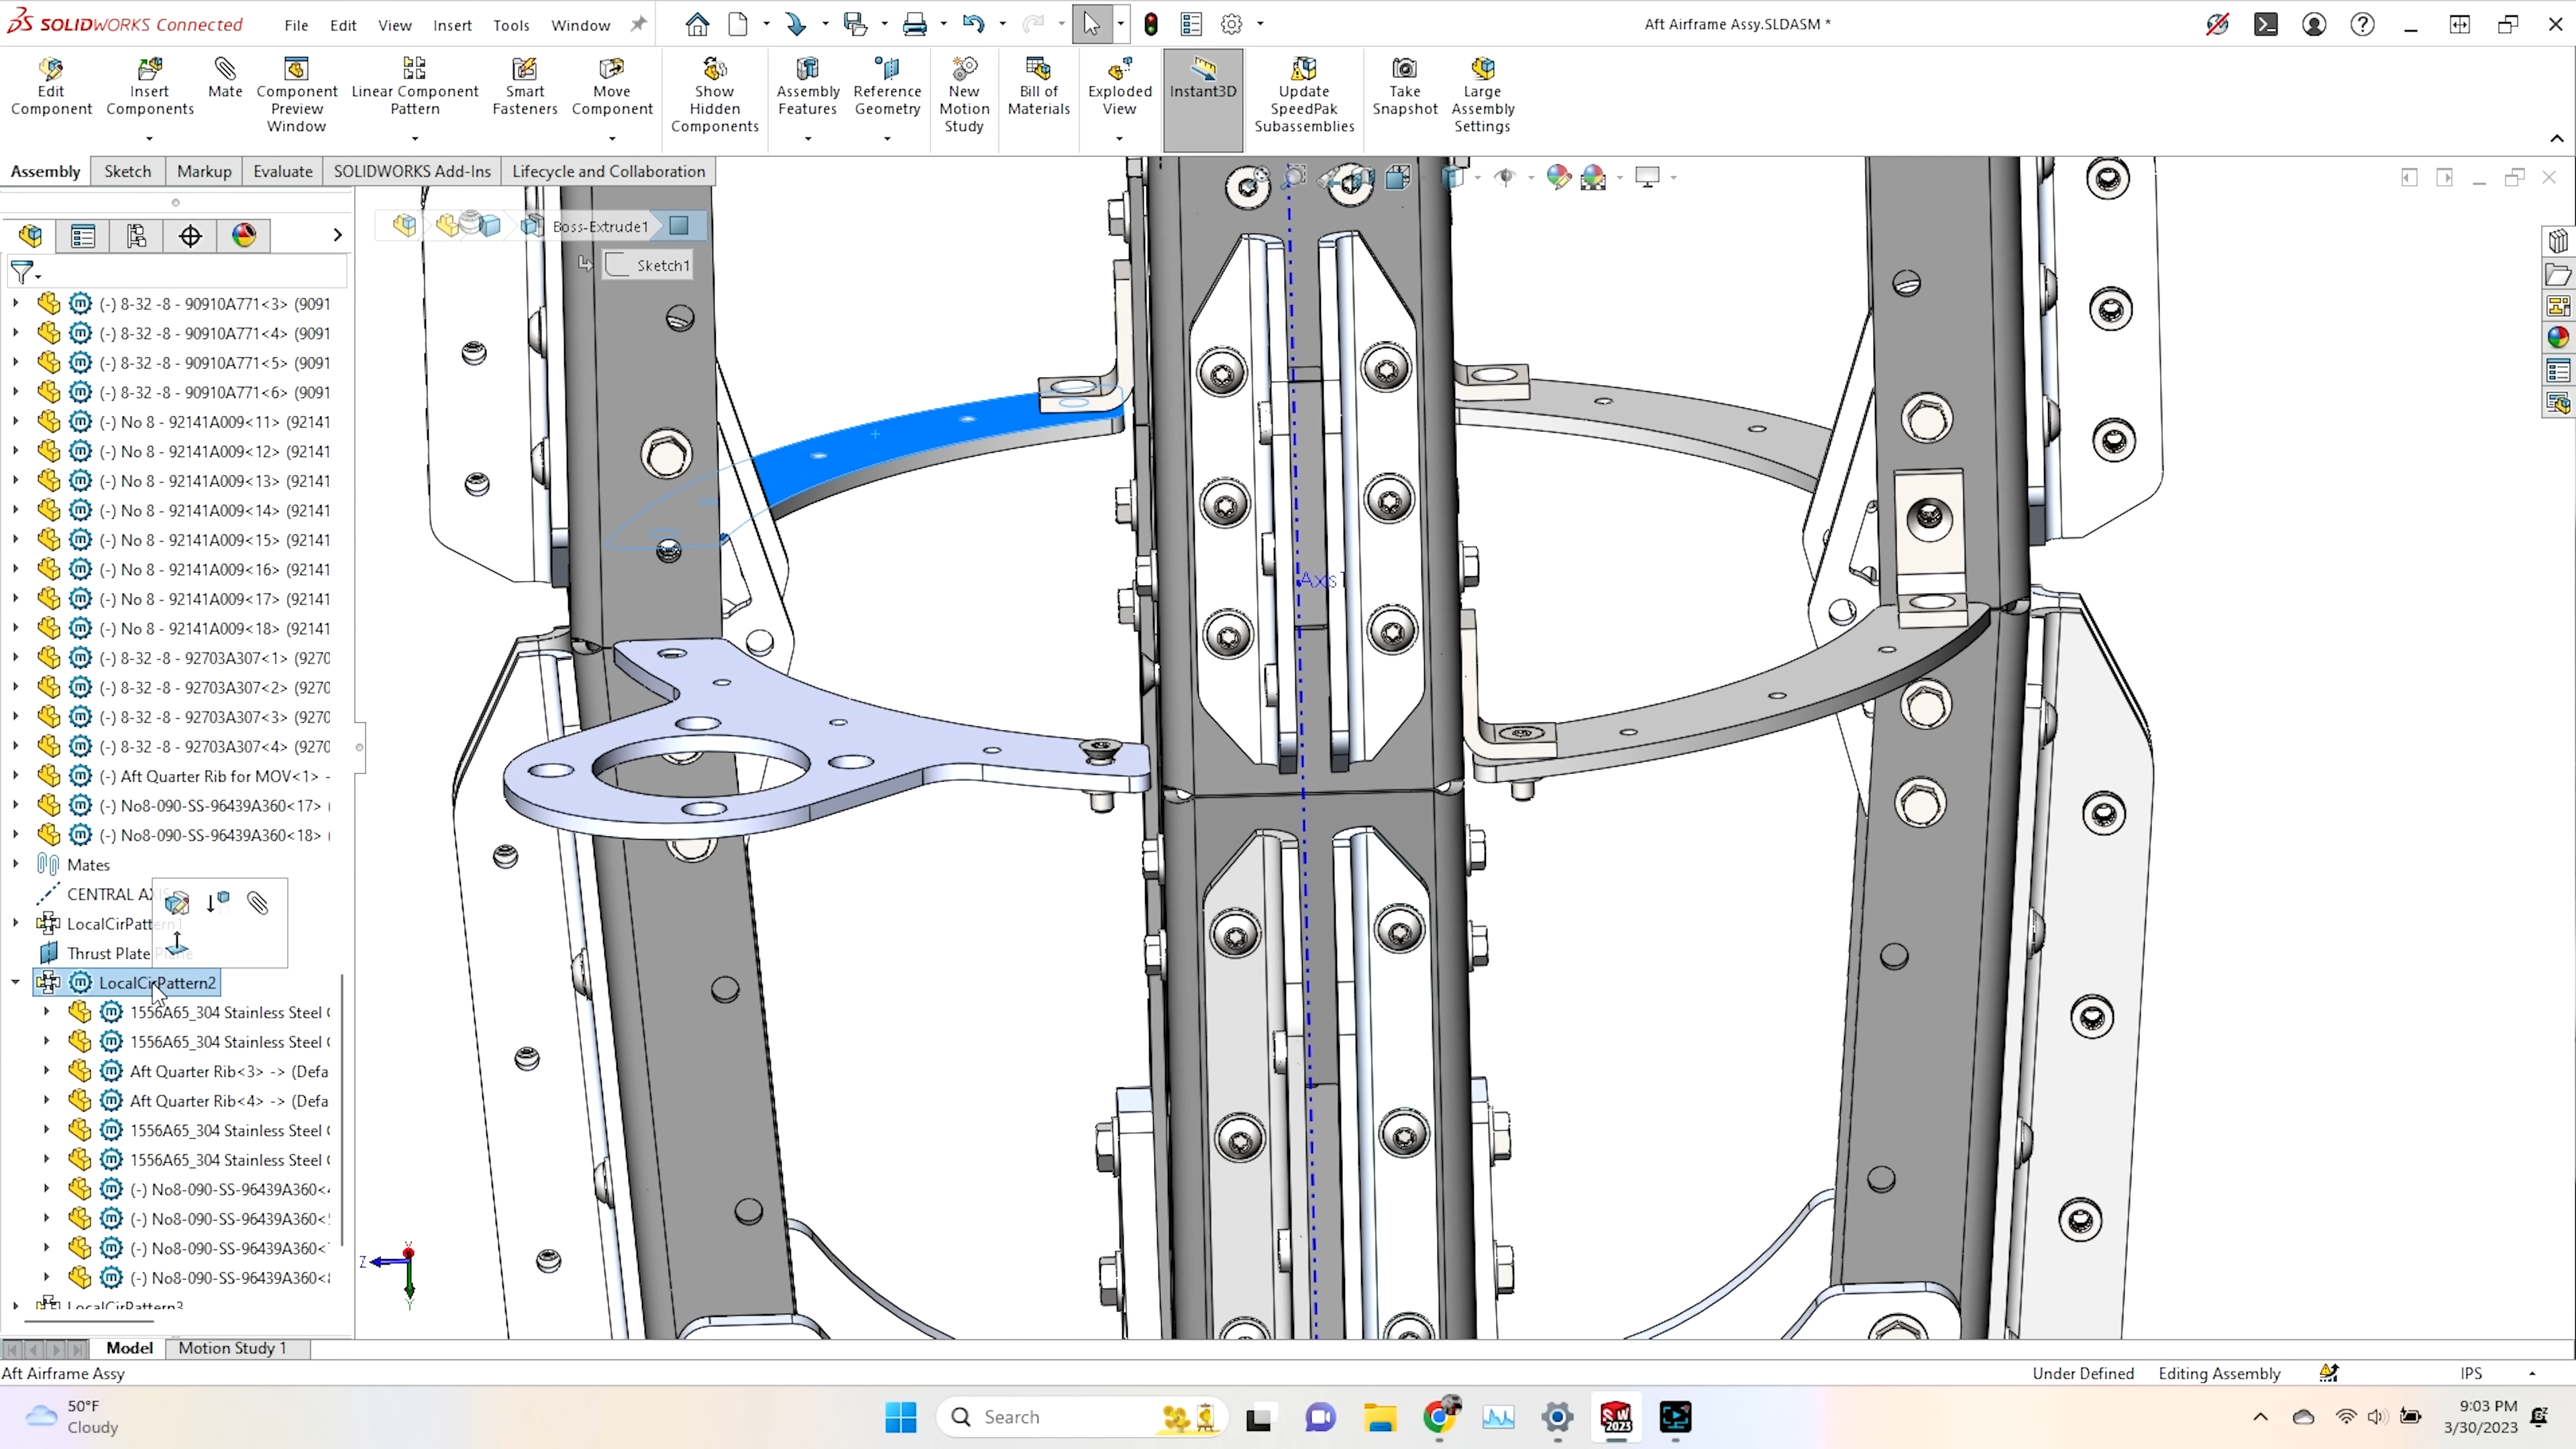 SOLIDWORKS Connected
File Edit View Insert Tools Window
Aft Airframe Assy.SLDASM *
Edit Component
Insert Components
Mate
Component Preview Window
Linear Component Pattern
Smart Fasteners
Move Component
Show Hidden Components
Assembly Features
Reference Geometry
New Motion Study
Bill of Materials
Exploded View
Instant3D
Update SpeedPak Subassemblies
Take Snapshot
Large Assembly Settings
Assembly Sketch Markup Evaluate SOLIDWORKS Add-Ins Lifecycle and Collaboration
Boss-Extrude1
Sketch1
(-) 8-32 -8 - 90910A771<3> (9091
(-) 8-32 -8 - 90910A771<4> (9091
(-) 8-32 -8 - 90910A771<5> (9091
(-) 8-32 -8 - 90910A771<6> (9091
(-) No 8 - 92141A009<11> (92141
(-) No 8 - 92141A009<12> (92141
(-) No 8 - 92141A009<13> (92141
(-) No 8 - 92141A009<14> (92141
(-) No 8 - 92141A009<15> (92141
(-) No 8 - 92141A009<16> (92141
(-) No 8 - 92141A009<17> (92141
(-) No 8 - 92141A009<18> (92141
(-) 8-32 -8 - 92703A307<1> (9270
(-) 8-32 -8 - 92703A307<2> (9270
(-) 8-32 -8 - 92703A307<3> (9270
(-) 8-32 -8 - 92703A307<4> (9270
(-) Aft Quarter Rib for MOV<1> -
(-) No8-090-SS-96439A360<17> (
(-) No8-090-SS-96439A360<18> (
Mates
CENTRAL AXIS
LocalCirPattern1
Thrust Plate Plane
LocalCirPattern2
1556A65_304 Stainless Steel C
1556A65_304 Stainless Steel C
Aft Quarter Rib<3> -> (Defa
Aft Quarter Rib<4> -> (Defa
1556A65_304 Stainless Steel C
1556A65_304 Stainless Steel C
(-) No8-090-SS-96439A360<
(-) No8-090-SS-96439A360<
(-) No8-090-SS-96439A360<
(-) No8-090-SS-96439A360<
LocalCirPattern3
Axis1
Z
Y
Model Motion Study 1
Aft Airframe Assy
Under Defined Editing Assembly IPS
50°F
Cloudy
Search
SW
2023
9:03 PM
3/30/2023